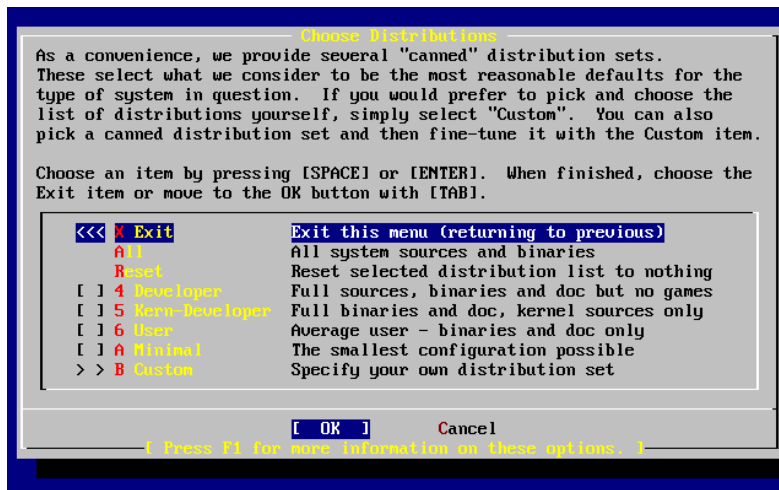 Choose Distributions
As a convenience, we provide several "canned" distribution sets.
These select what we consider to be the most reasonable defaults for the
type of system in question.  If you would prefer to pick and choose the
list of distributions yourself, simply select "Custom".  You can also
pick a canned distribution set and then fine-tune it with the Custom item.
Choose an item by pressing [SPACE] or [ENTER].  When finished, choose the
Exit item or move to the OK button with [TAB].
<<< X Exit Exit this menu (returning to previous)
All All system sources and binaries
Reset Reset selected distribution list to nothing
[ ] 4 Developer Full sources, binaries and doc but no games
[ ] 5 Kern-Developer Full binaries and doc, kernel sources only
[ ] 6 User Average user - binaries and doc only
[ ] A Minimal The smallest configuration possible
> > B Custom Specify your own distribution set
[ OK ] Cancel
[ Press F1 for more information on these options. ]